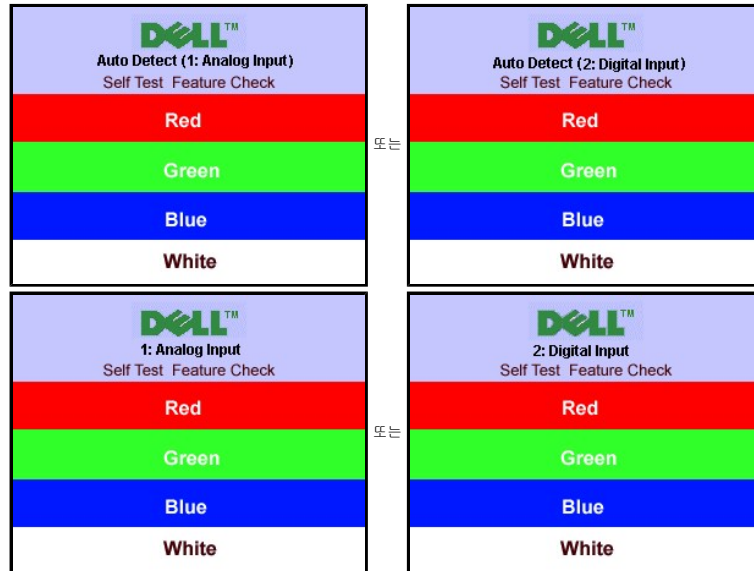 DELL™
Auto Detect (1: Analog Input)
Self Test Feature Check
Red
Green
Blue
White
또는
DELL™
Auto Detect (2: Digital Input)
Self Test Feature Check
Red
Green
Blue
White
DELL™
1: Analog Input
Self Test Feature Check
Red
Green
Blue
White
또는
DELL™
2: Digital Input
Self Test Feature Check
Red
Green
Blue
White